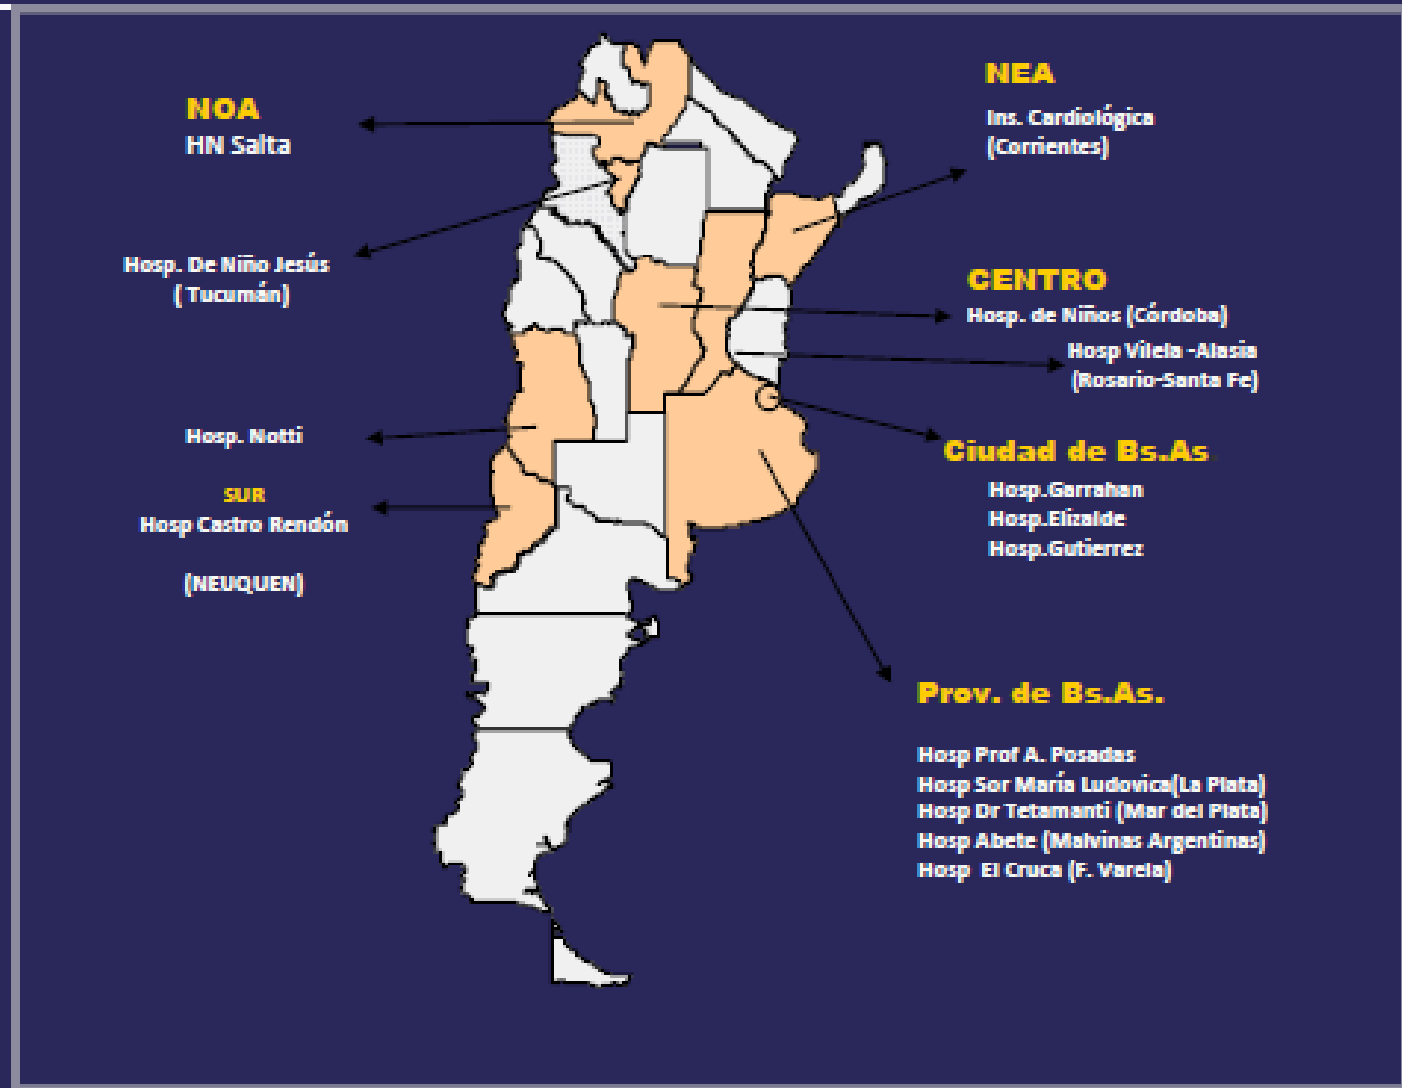 NOA
HN Salta
Hosp. De Niño Jesús
( Tucumán)
Hosp. Notti
SUR
Hosp Castro Rendón
(NEUQUEN)
NEA
Ins. Cardiológica
(Corrientes)
CENTRO
Hosp. de Niños (Córdoba)
Hosp Vilela -Alasia
(Rosario-Santa Fe)
Ciudad de Bs.As
Hosp.Garrahan
Hosp.Elizalde
Hosp.Gutierrez
Prov. de Bs.As.
Hosp Prof A. Posadas
Hosp Sor María Ludovica(La Plata)
Hosp Dr Tetamanti (Mar del Plata)
Hosp Abete (Malvinas Argentinas)
Hosp El Cruca (F. Varela)